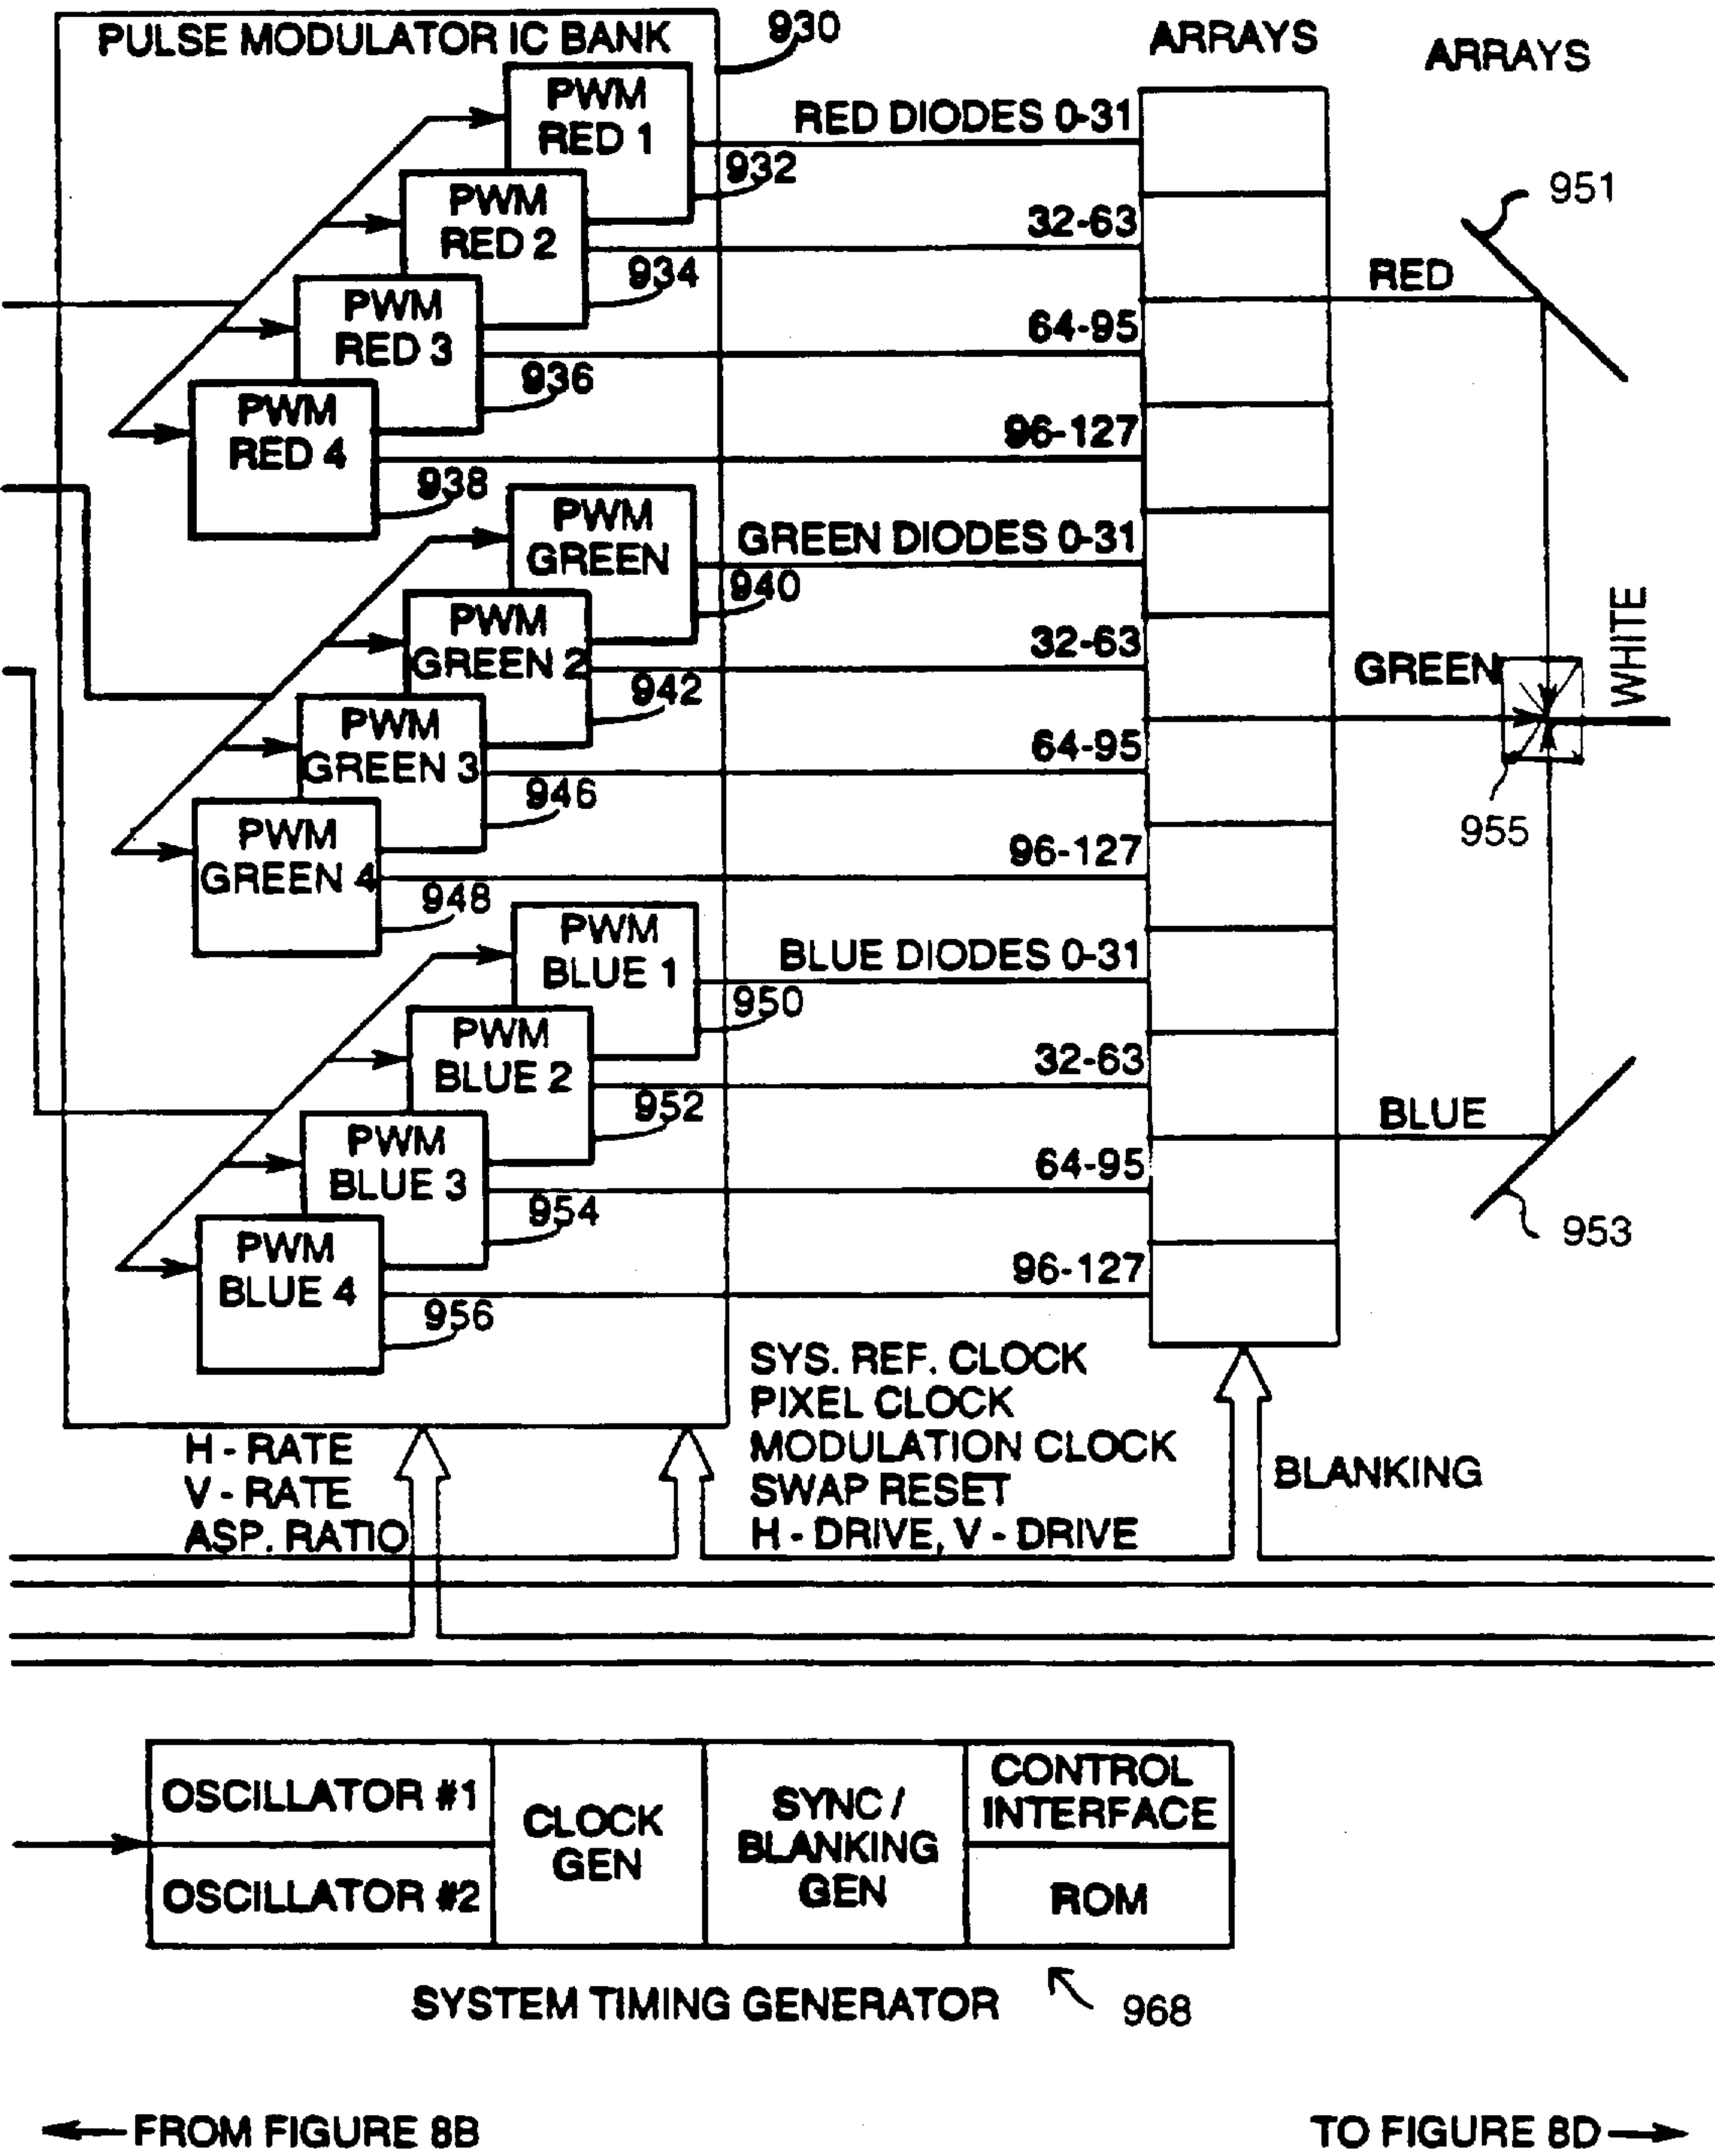 PULSE MODULATOR IC BANK
930
ARRAYS
ARRAYS
PWM
RED 1
RED DIODES 0-31
932
951
PWM
RED 2
32-63
934
RED
PWM
RED 3
64-95
936
PWM
RED 4
96-127
938
PWM
GREEN
GREEN DIODES 0-31
940
PWM
GREEN 2
32-63
942
GREEN
WHITE
PWM
GREEN 3
64-95
946
955
PWM
GREEN 4
96-127
948
PWM
BLUE 1
BLUE DIODES 0-31
950
PWM
BLUE 2
32-63
952
BLUE
PWM
BLUE 3
64-95
954
953
PWM
BLUE 4
96-127
956
H - RATE
V - RATE
ASP. RATIO
SYS. REF. CLOCK
PIXEL CLOCK
MODULATION CLOCK
SWAP RESET
H - DRIVE, V - DRIVE
BLANKING
OSCILLATOR #1
OSCILLATOR #2
CLOCK
GEN
SYNC /
BLANKING
GEN
CONTROL
INTERFACE
ROM
SYSTEM TIMING GENERATOR
968
FROM FIGURE 8B
TO FIGURE 8D